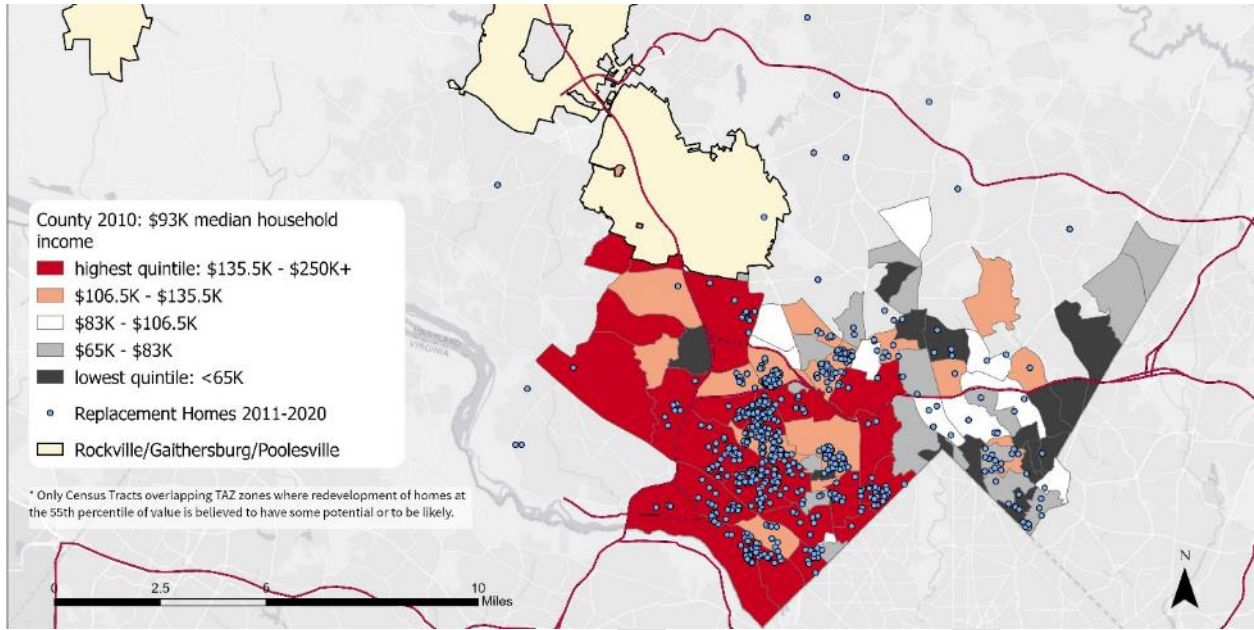 County 2010: $93K median household
income
highest quintile: $135.5K - $250K+
$106.5K - $135.5K
$83K - $106.5K
$65K - $83K
lowest quintile: <65K
Replacement Homes 2011-2020
Rockville/Gaithersburg/Poolesville
* Only Census Tracts overlapping TAZ zones where redevelopment of homes at
the 55th percentile of value is believed to have some potential or to be likely.
MARYLAND
VIRGINIA
N
0 2.5 5 10
Miles